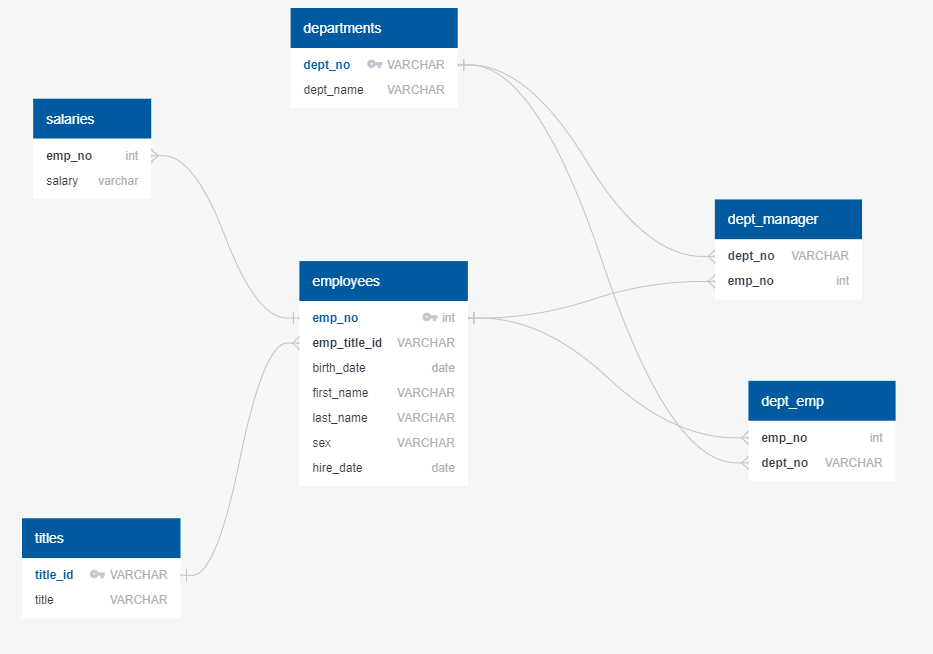 departments
dept_no VARCHAR
dept_name VARCHAR
salaries
emp_no int
salary varchar
dept_manager
dept_no VARCHAR
emp_no int
employees
emp_no int
emp_title_id VARCHAR
birth_date date
first_name VARCHAR
last_name VARCHAR
sex VARCHAR
hire_date date
dept_emp
emp_no int
dept_no VARCHAR
titles
title_id VARCHAR
title VARCHAR